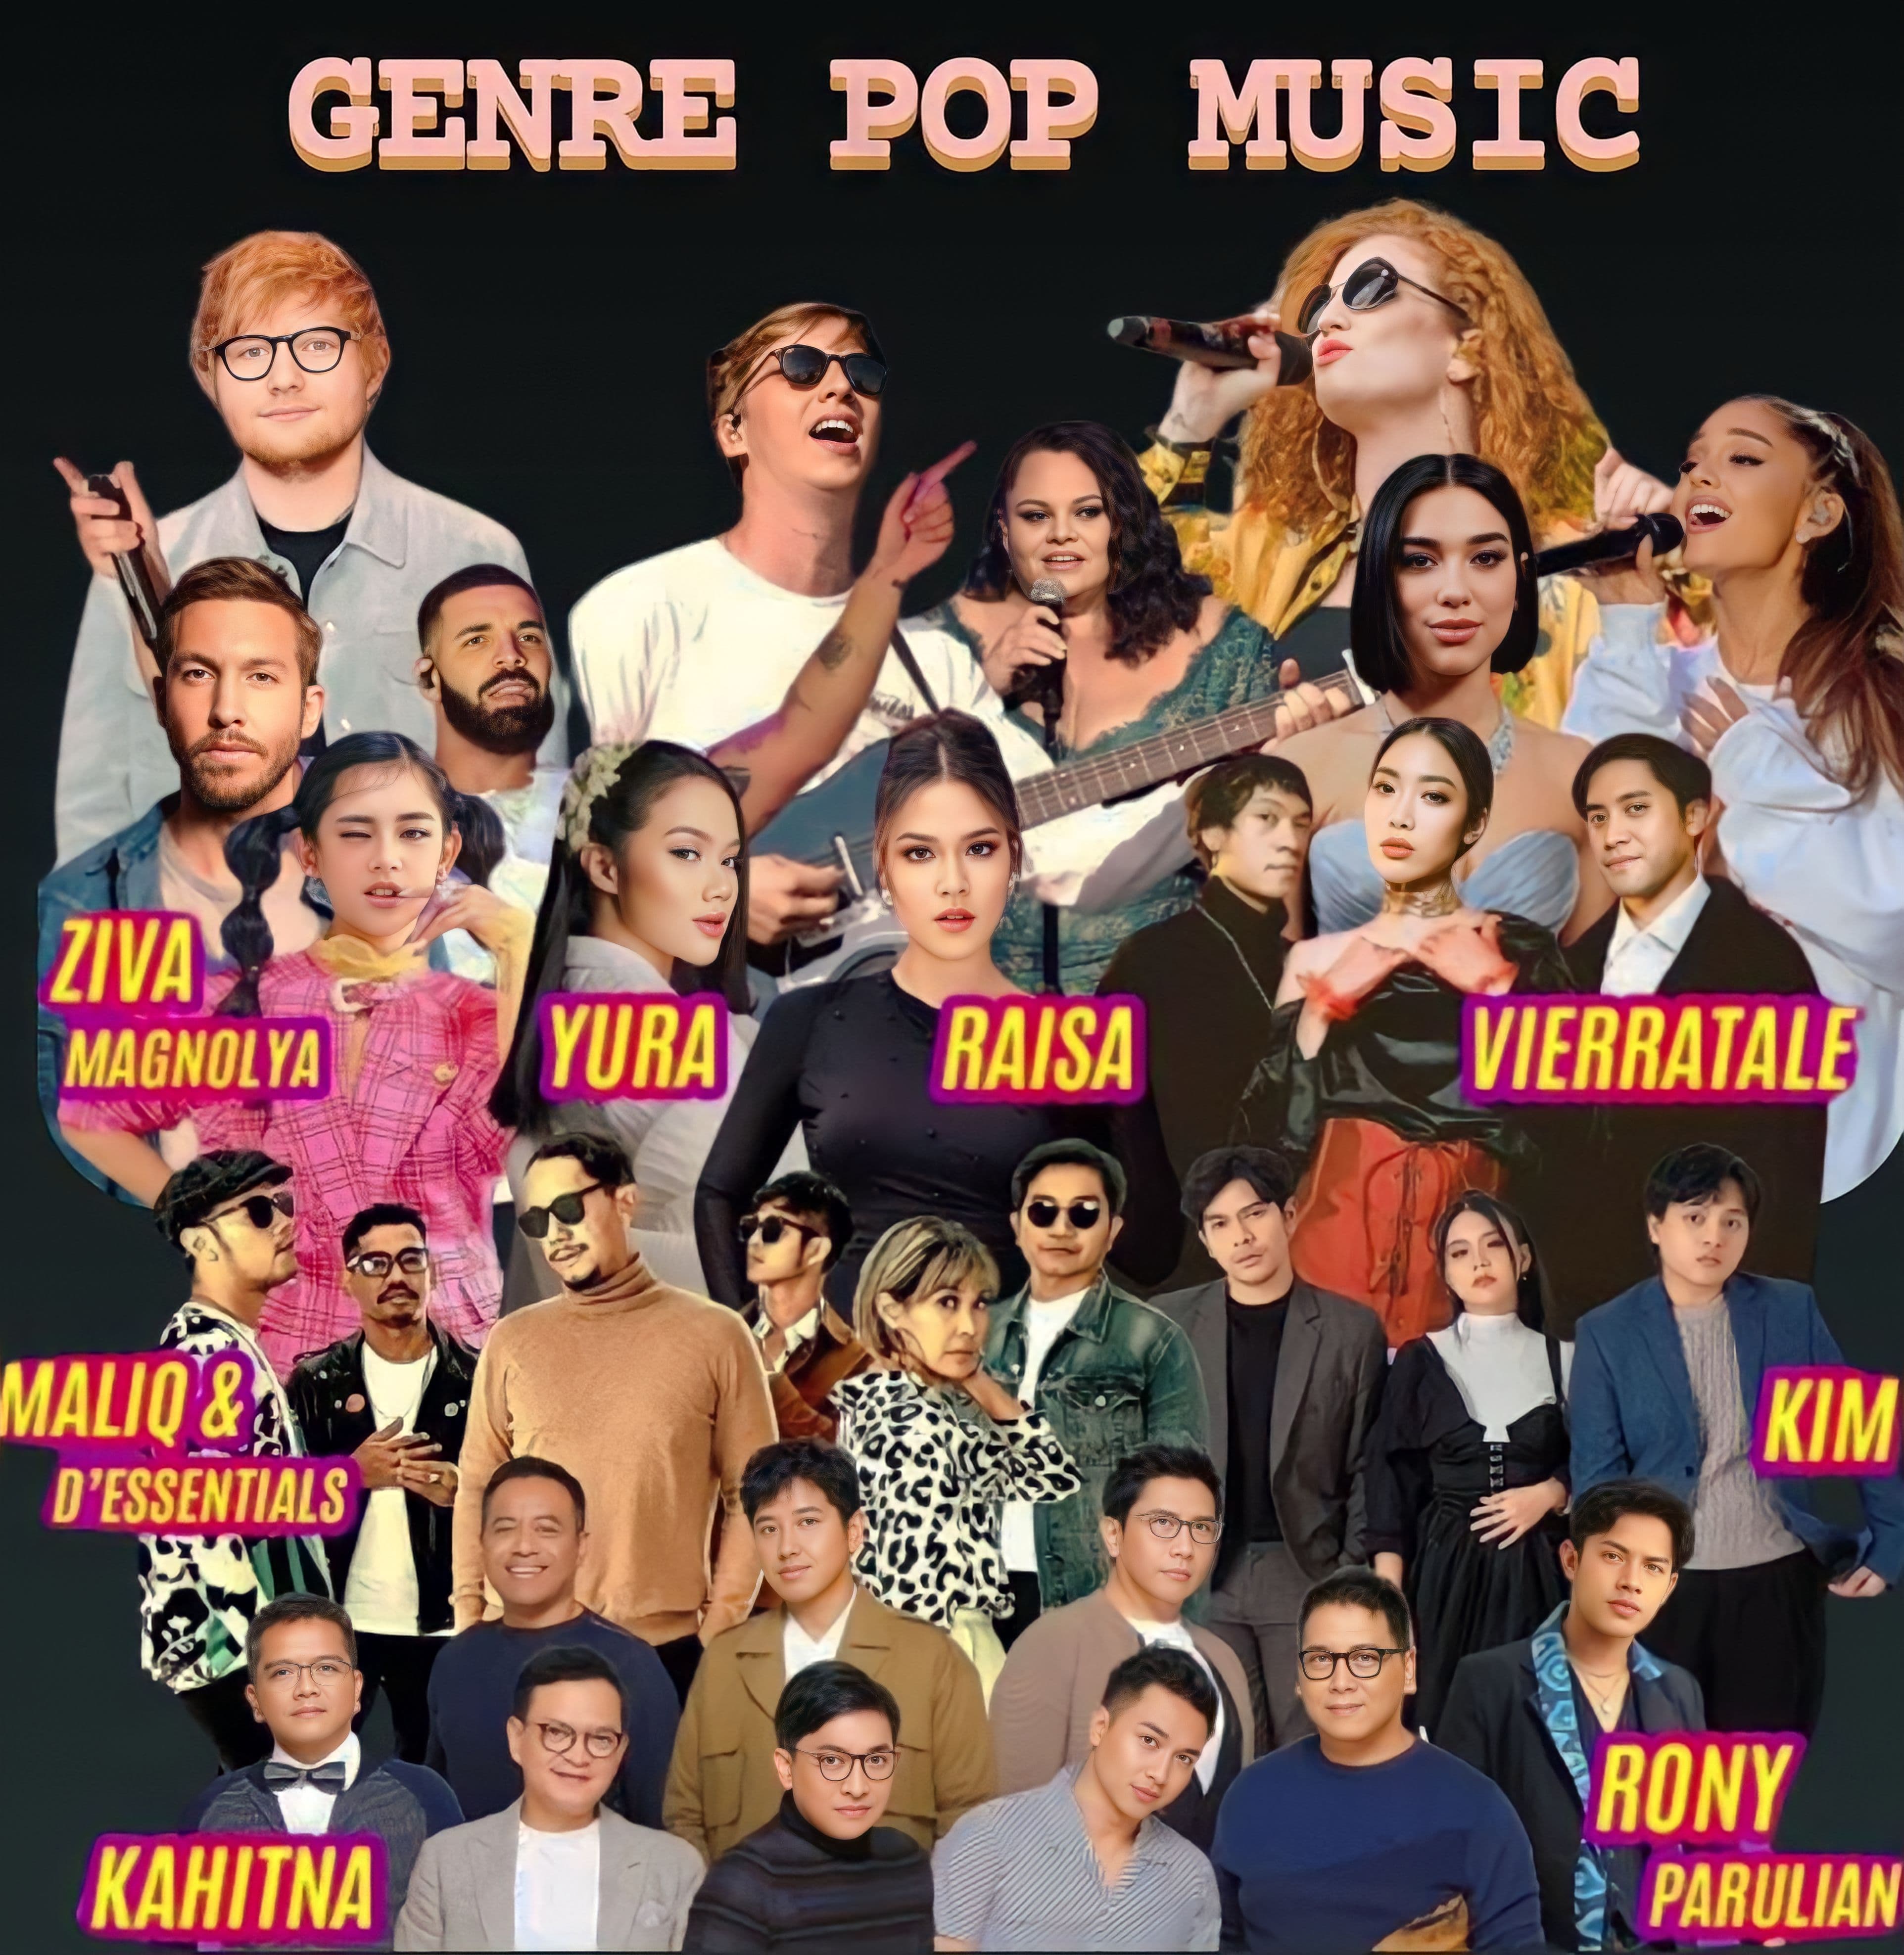 GENRE POP MUSIC
ZIVA
MAGNOLYA
YURA
RAISA
VIERRATALE
MALIQ &
D'ESSENTIALS
KIM
KAHITNA
RONY
PARULIAN